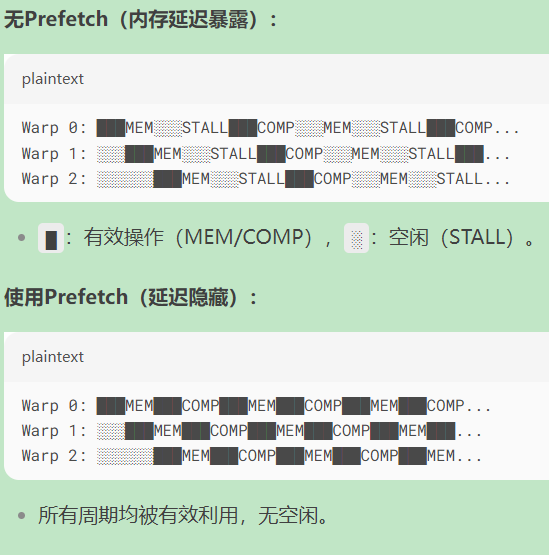 无Prefetch（内存延迟暴露）：
plaintext
Warp 0: ███MEM░░░STALL███COMP░░░MEM░░░STALL███COMP...
Warp 1: ░░░███MEM░░░STALL███COMP░░░MEM░░░STALL███...
Warp 2: ░░░░░░███MEM░░░STALL███COMP░░░MEM░░░STALL...
█：有效操作（MEM/COMP），░：空闲（STALL）。
使用Prefetch（延迟隐藏）：
plaintext
Warp 0: ███MEM███COMP███MEM███COMP███MEM███COMP...
Warp 1: ░░░███MEM███COMP███MEM███COMP███MEM███...
Warp 2: ░░░░░░███MEM███COMP███MEM███COMP███MEM...
所有周期均被有效利用，无空闲。